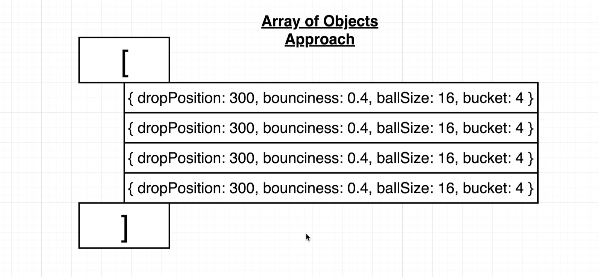 Array of Objects
Approach
[
{ dropPosition: 300, bounciness: 0.4, ballSize: 16, bucket: 4 }
{ dropPosition: 300, bounciness: 0.4, ballSize: 16, bucket: 4 }
{ dropPosition: 300, bounciness: 0.4, ballSize: 16, bucket: 4 }
{ dropPosition: 300, bounciness: 0.4, ballSize: 16, bucket: 4 }
]